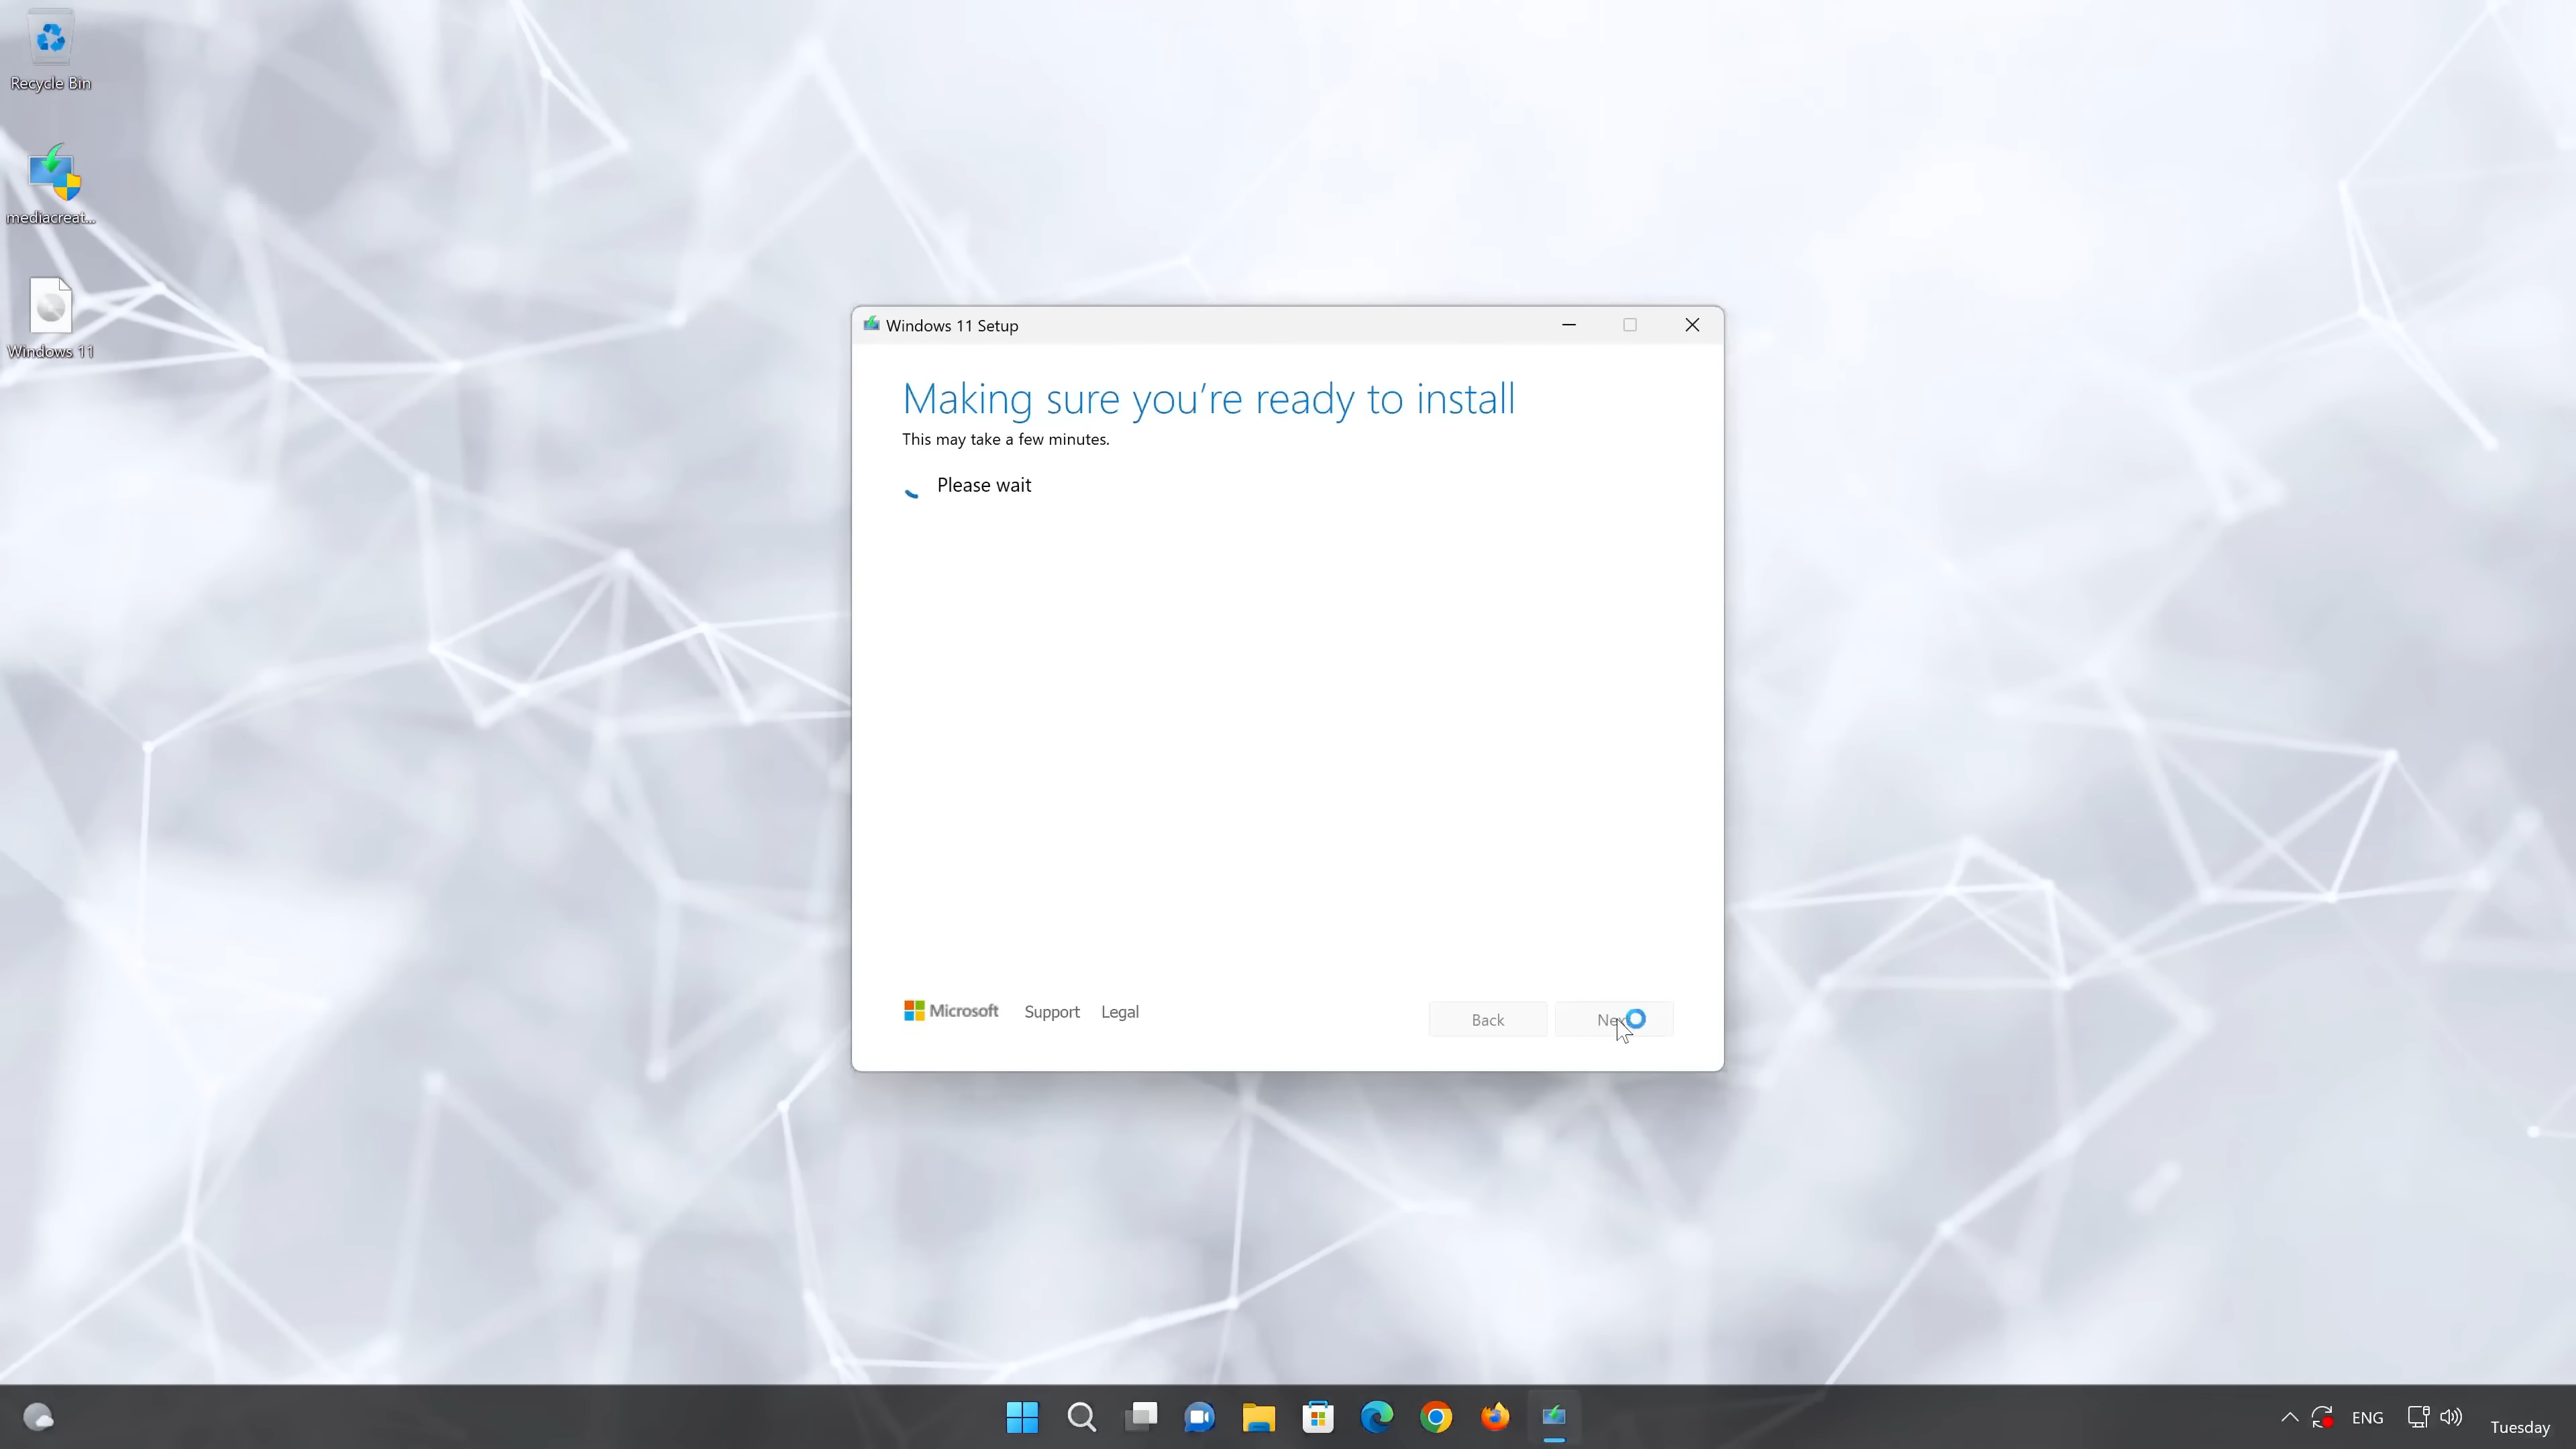 Recycle Bin
mediacreat...
Windows 11
Windows 11 Setup
Making sure you're ready to install
This may take a few minutes.
Please wait
Microsoft
Support
Legal
Back
ENG
Tuesday